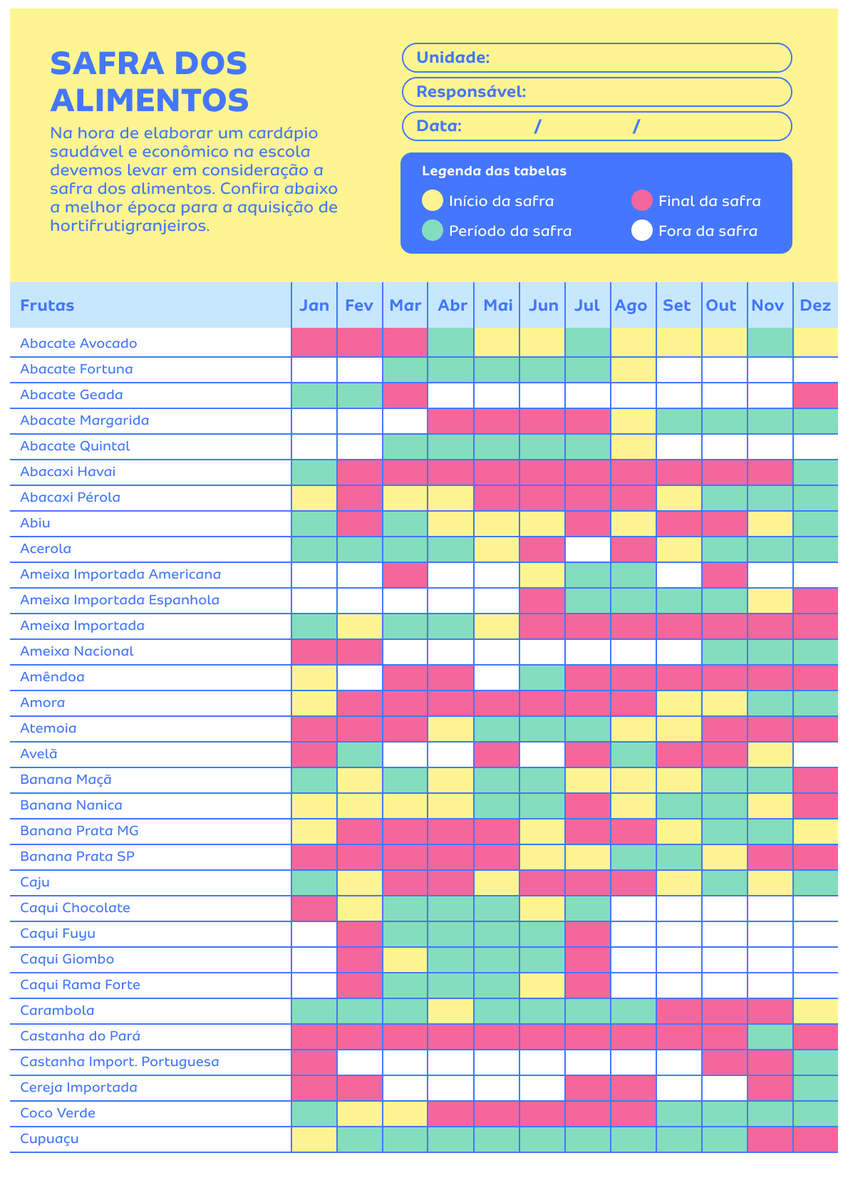 SAFRA DOS
ALIMENTOS
Na hora de elaborar um cardápio
saudável e econômico na escola
devemos levar em consideração a
safra dos alimentos. Confira abaixo
a melhor época para a aquisição de
hortifrutigranjeiros.
Unidade:
Responsável:
Data: / /
Legenda das tabelas
Início da safra Final da safra
Período da safra Fora da safra
Frutas Jan Fev Mar Abr Mai Jun Jul Ago Set Out Nov Dez
Abacate Avocado
Abacate Fortuna
Abacate Geada
Abacate Margarida
Abacate Quintal
Abacaxi Havai
Abacaxi Pérola
Abiu
Acerola
Ameixa Importada Americana
Ameixa Importada Espanhola
Ameixa Importada
Ameixa Nacional
Amêndoa
Amora
Atemoia
Avelã
Banana Maçã
Banana Nanica
Banana Prata MG
Banana Prata SP
Caju
Caqui Chocolate
Caqui Fuyu
Caqui Giombo
Caqui Rama Forte
Carambola
Castanha do Pará
Castanha Import. Portuguesa
Cereja Importada
Coco Verde
Cupuaçu